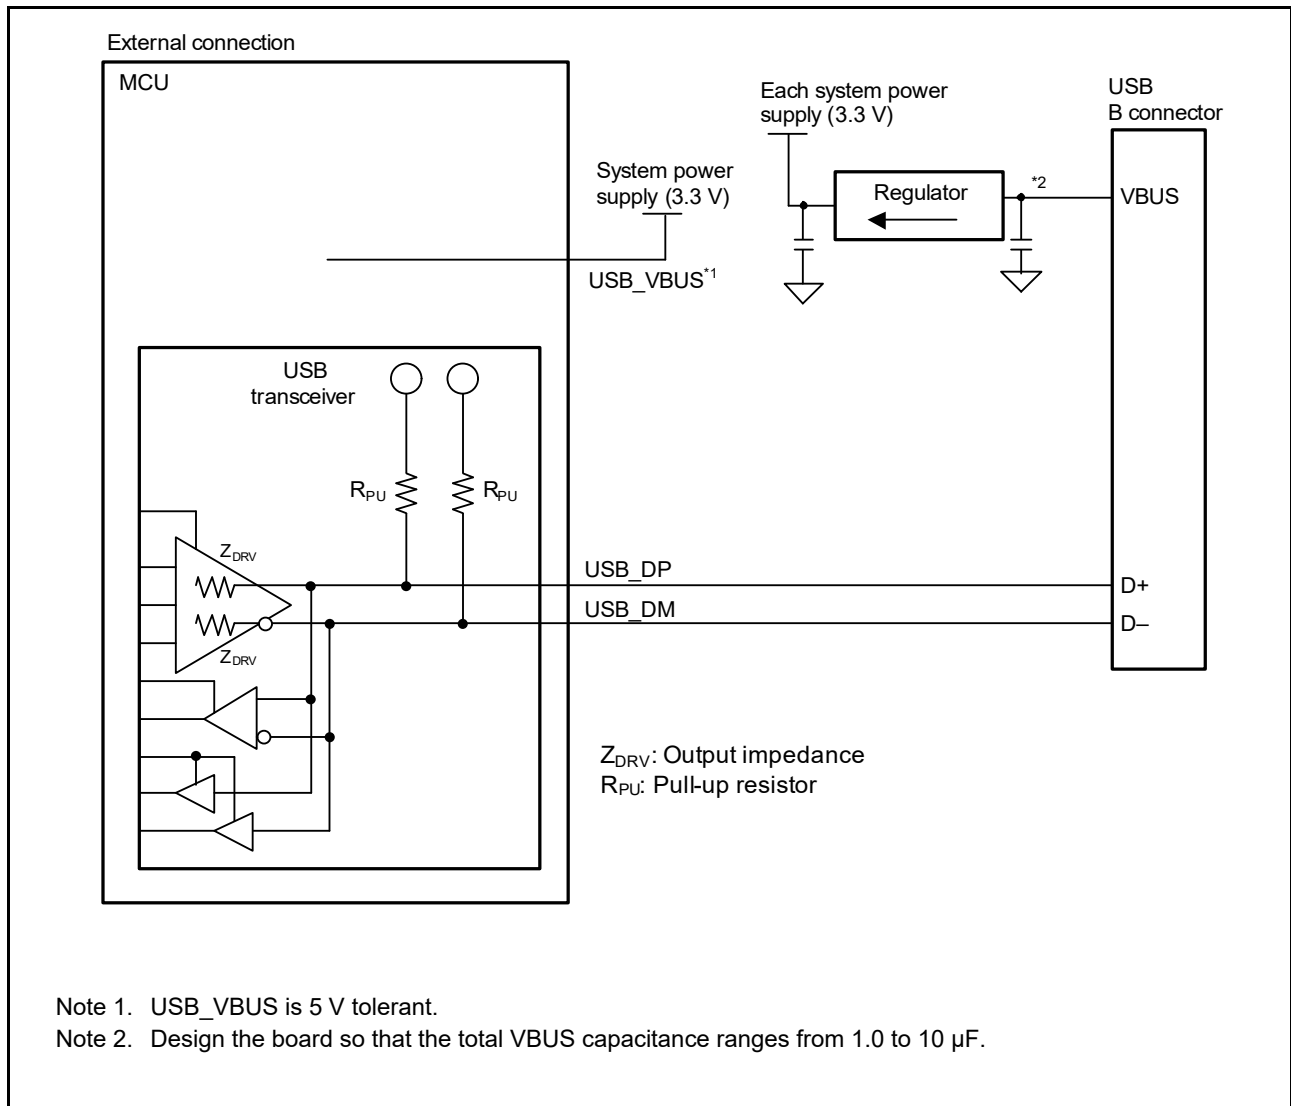 External connection
MCU
Each system power
supply (3.3 V)
USB
B connector
System power
supply (3.3 V)
Regulator
*2
VBUS
USB_VBUS*1
USB
transceiver
RPU
RPU
ZDRV
USB_DP
D+
USB_DM
D–
ZDRV
ZDRV: Output impedance
RPU: Pull-up resistor
Note 1. USB_VBUS is 5 V tolerant.
Note 2. Design the board so that the total VBUS capacitance ranges from 1.0 to 10 µF.